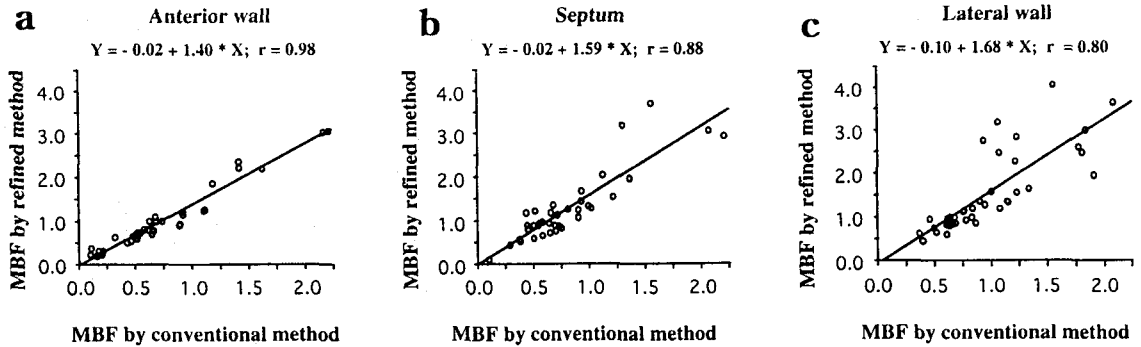 a
Anterior wall
Y = - 0.02 + 1.40 * X; r = 0.98
MBF by refined method
4.0
3.0
2.0
1.0
0.0
0.0 0.5 1.0 1.5 2.0
MBF by conventional method
b
Septum
Y = - 0.02 + 1.59 * X; r = 0.88
MBF by refined method
4.0
3.0
2.0
1.0
0.0
0.0 0.5 1.0 1.5 2.0
MBF by conventional method
c
Lateral wall
Y = - 0.10 + 1.68 * X; r = 0.80
MBF by refined method
4.0
3.0
2.0
1.0
0.0
0.0 0.5 1.0 1.5 2.0
MBF by conventional method